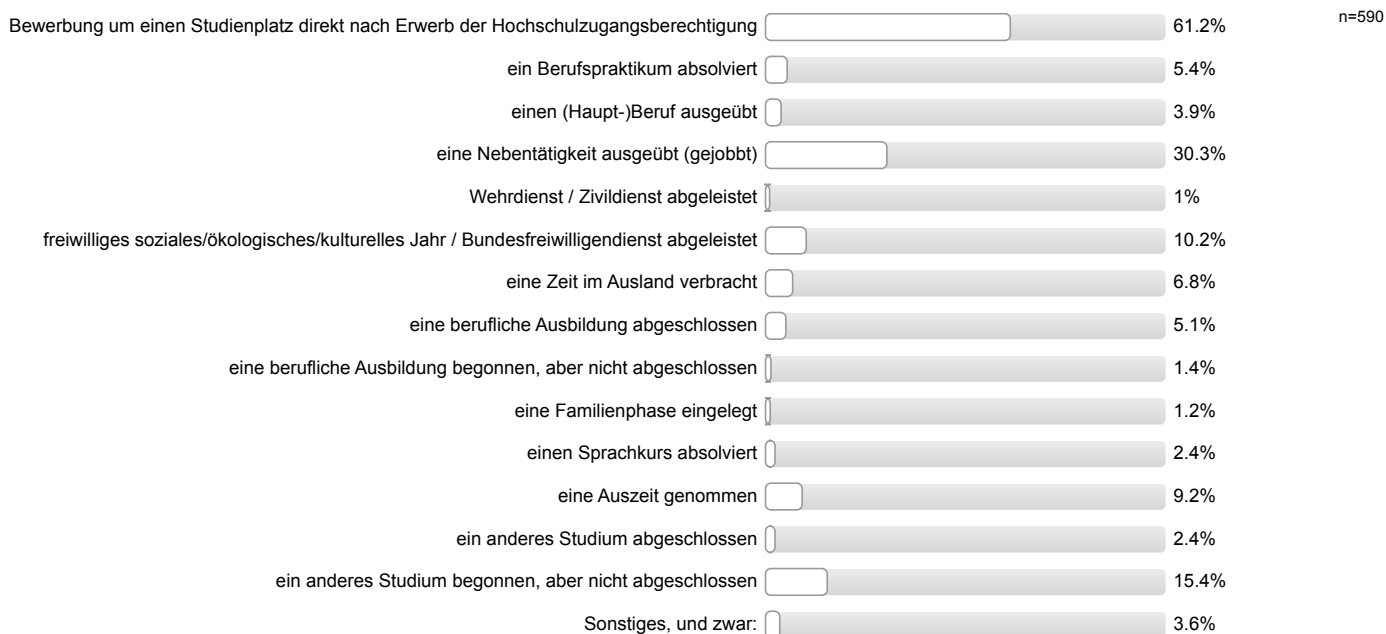 Bewerbung um einen Studienplatz direkt nach Erwerb der Hochschulzugangsberechtigung 61.2% n=590
ein Berufspraktikum absolviert 5.4%
einen (Haupt-)Beruf ausgeübt 3.9%
eine Nebentätigkeit ausgeübt (gejobbt) 30.3%
Wehrdienst / Zivildienst abgeleistet 1%
freiwilliges soziales/ökologisches/kulturelles Jahr / Bundesfreiwilligendienst abgeleistet 10.2%
eine Zeit im Ausland verbracht 6.8%
eine berufliche Ausbildung abgeschlossen 5.1%
eine berufliche Ausbildung begonnen, aber nicht abgeschlossen 1.4%
eine Familienphase eingelegt 1.2%
einen Sprachkurs absolviert 2.4%
eine Auszeit genommen 9.2%
ein anderes Studium abgeschlossen 2.4%
ein anderes Studium begonnen, aber nicht abgeschlossen 15.4%
Sonstiges, und zwar: 3.6%